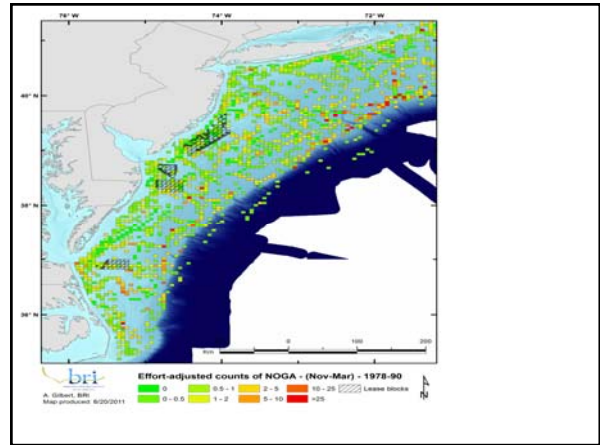 76° W 74° W 72° W
40° N
38° N
36° N
Km
0 100 200
bri
A. Gilbert, BRI
Map produced: 8/20/2011
Effort-adjusted counts of NOGA - (Nov-Mar) - 1978-90
0 0.5 - 1 2 - 5 10 - 25 Lease blocks
0 - 0.5 1 - 2 5 - 10 >25
N